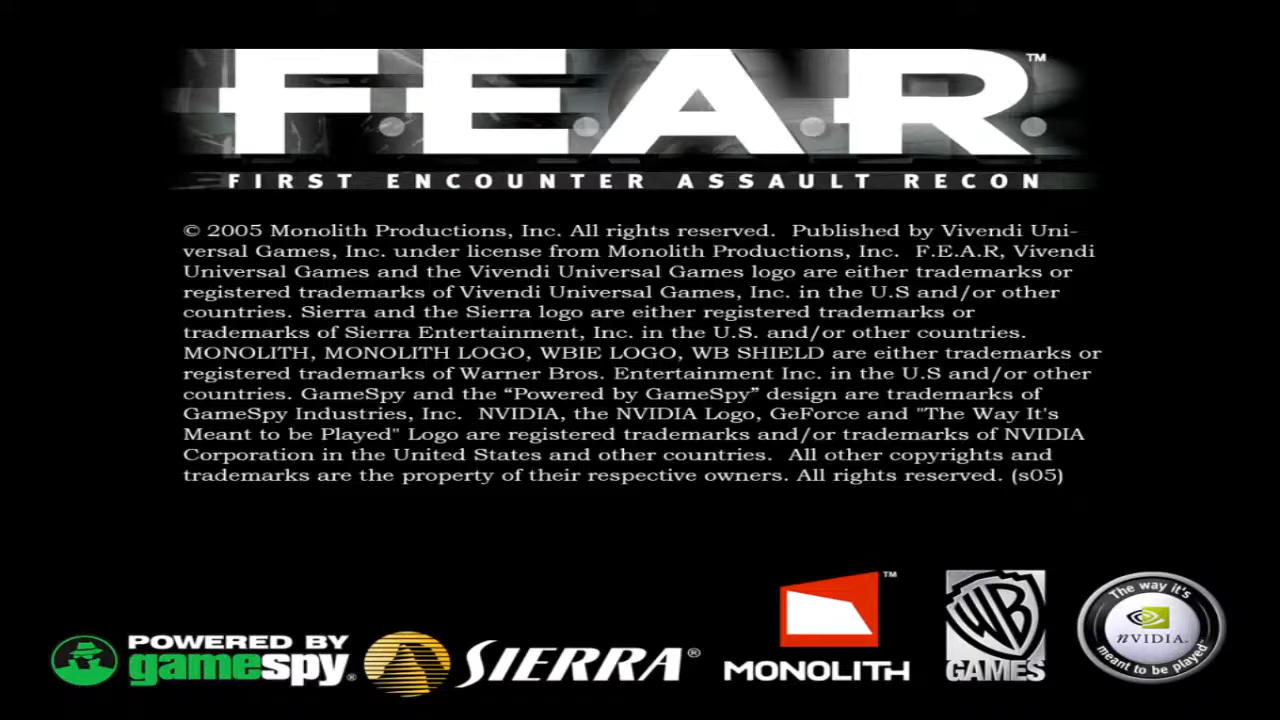 F.E.A.R.™
FIRST ENCOUNTER ASSAULT RECON
© 2005 Monolith Productions, Inc. All rights reserved.  Published by Vivendi Uni-
versal Games, Inc. under license from Monolith Productions, Inc.  F.E.A.R, Vivendi
Universal Games and the Vivendi Universal Games logo are either trademarks or
registered trademarks of Vivendi Universal Games, Inc. in the U.S and/or other
countries. Sierra and the Sierra logo are either registered trademarks or
trademarks of Sierra Entertainment, Inc. in the U.S. and/or other countries.
MONOLITH, MONOLITH LOGO, WBIE LOGO, WB SHIELD are either trademarks or
registered trademarks of Warner Bros. Entertainment Inc. in the U.S and/or other
countries. GameSpy and the “Powered by GameSpy” design are trademarks of
GameSpy Industries, Inc.  NVIDIA, the NVIDIA Logo, GeForce and "The Way It's
Meant to be Played" Logo are registered trademarks and/or trademarks of NVIDIA
Corporation in the United States and other countries.  All other copyrights and
trademarks are the property of their respective owners. All rights reserved. (s05)
POWERED BY
gamespy®
SIERRA®
™
MONOLITH
WB
GAMES
The way it's
nVIDIA.
meant to be played